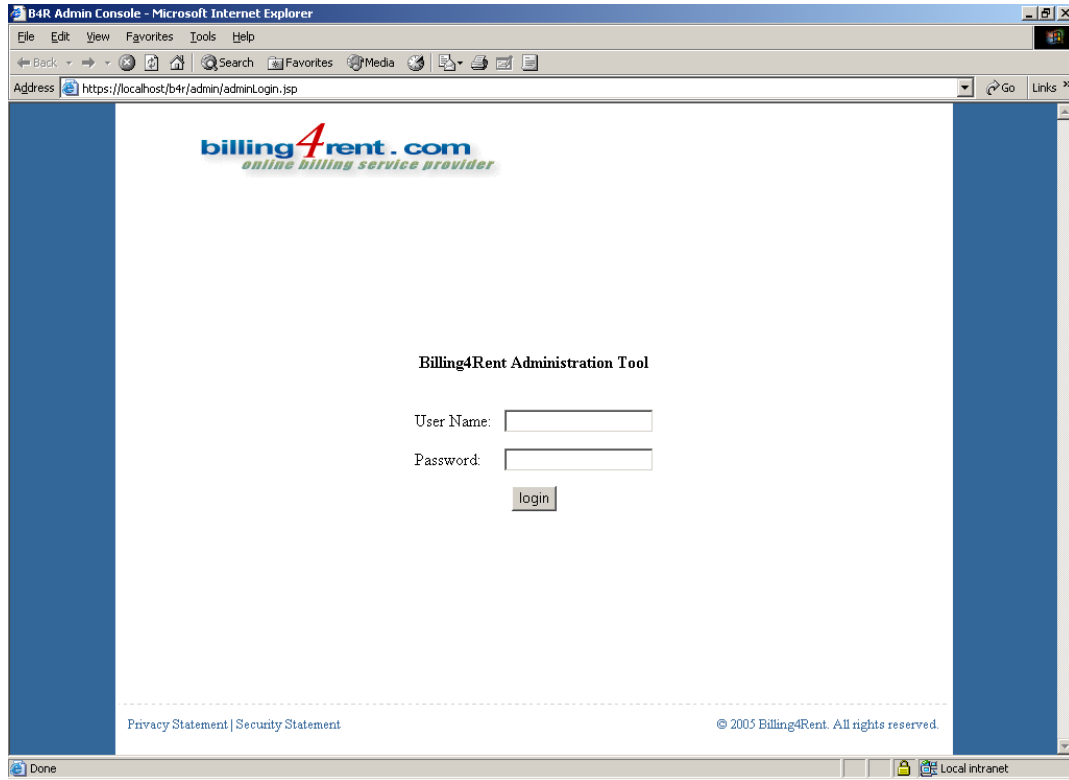 B4R Admin Console - Microsoft Internet Explorer
File Edit View Favorites Tools Help
Back Search Favorites Media
Address https://localhost/b4r/admin/adminLogin.jsp Go Links »
billing4rent.com
online billing service provider
Billing4Rent Administration Tool
User Name:
Password:
login
Privacy Statement | Security Statement © 2005 Billing4Rent. All rights reserved.
Done Local intranet